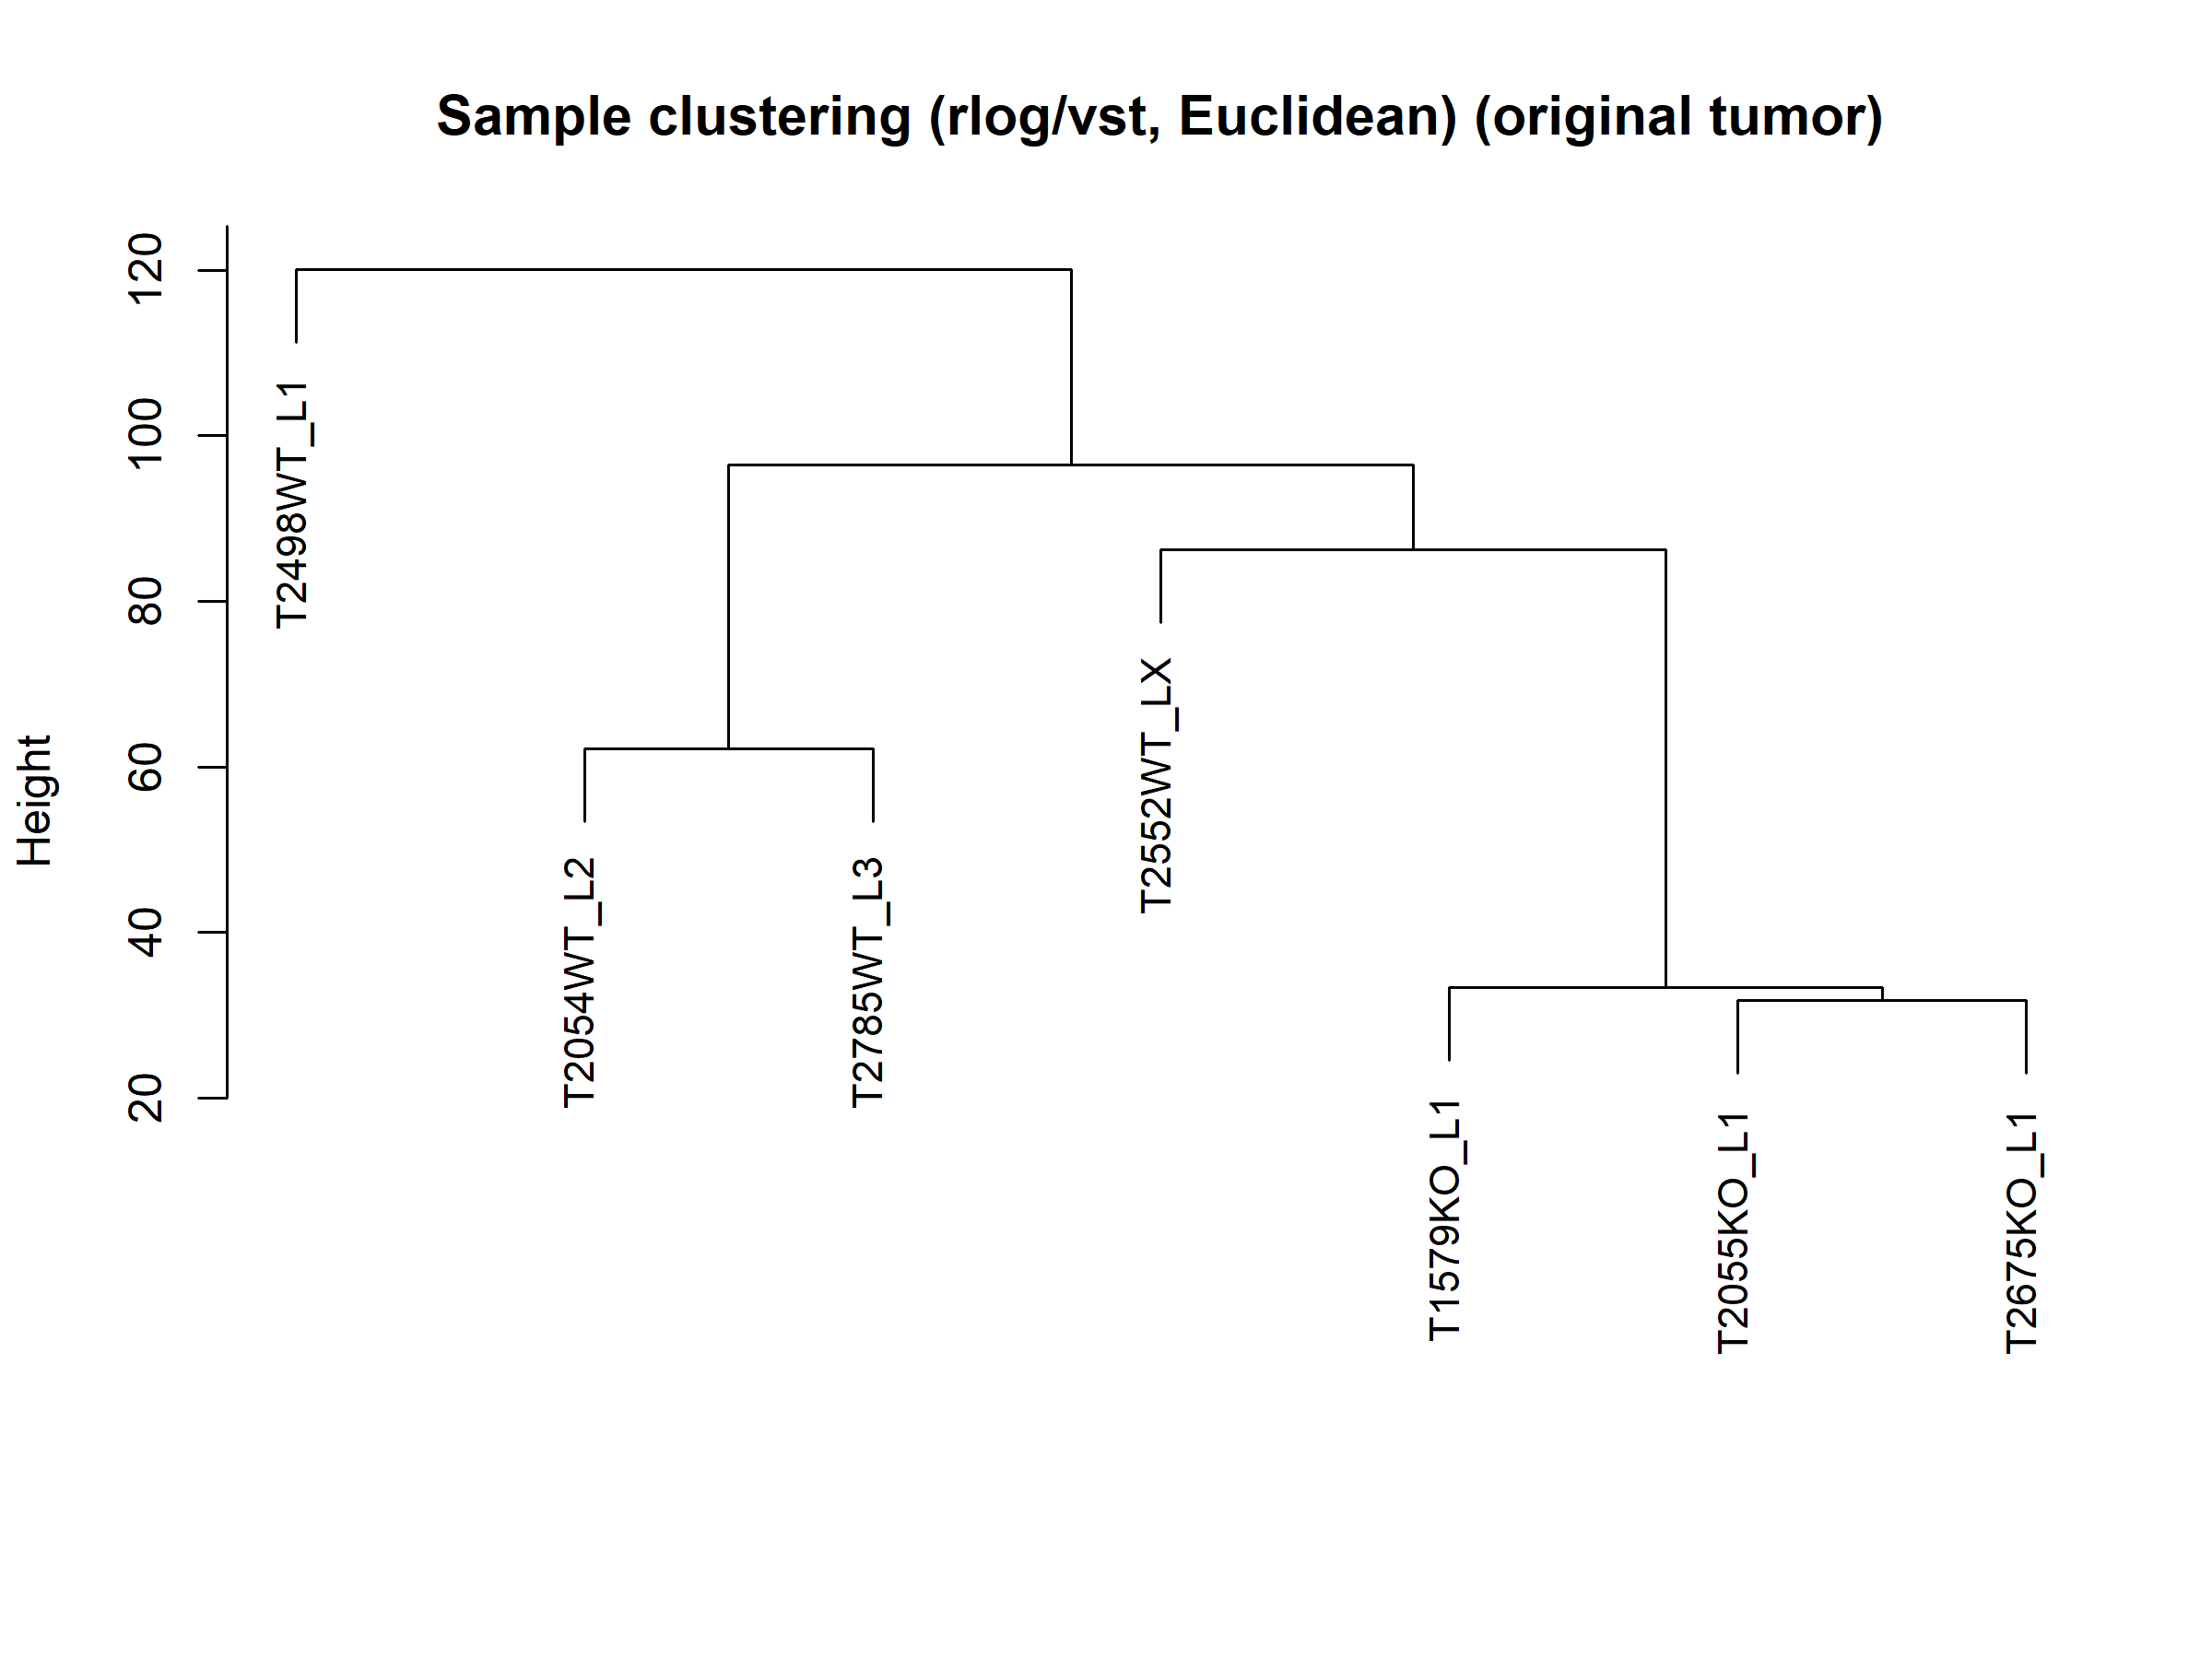 Sample clustering (rlog/vst, Euclidean) (original tumor)
Height
120
100
80
60
40
20
T2498WT_L1
T2054WT_L2
T2785WT_L3
T2552WT_LX
T1579KO_L1
T2055KO_L1
T2675KO_L1